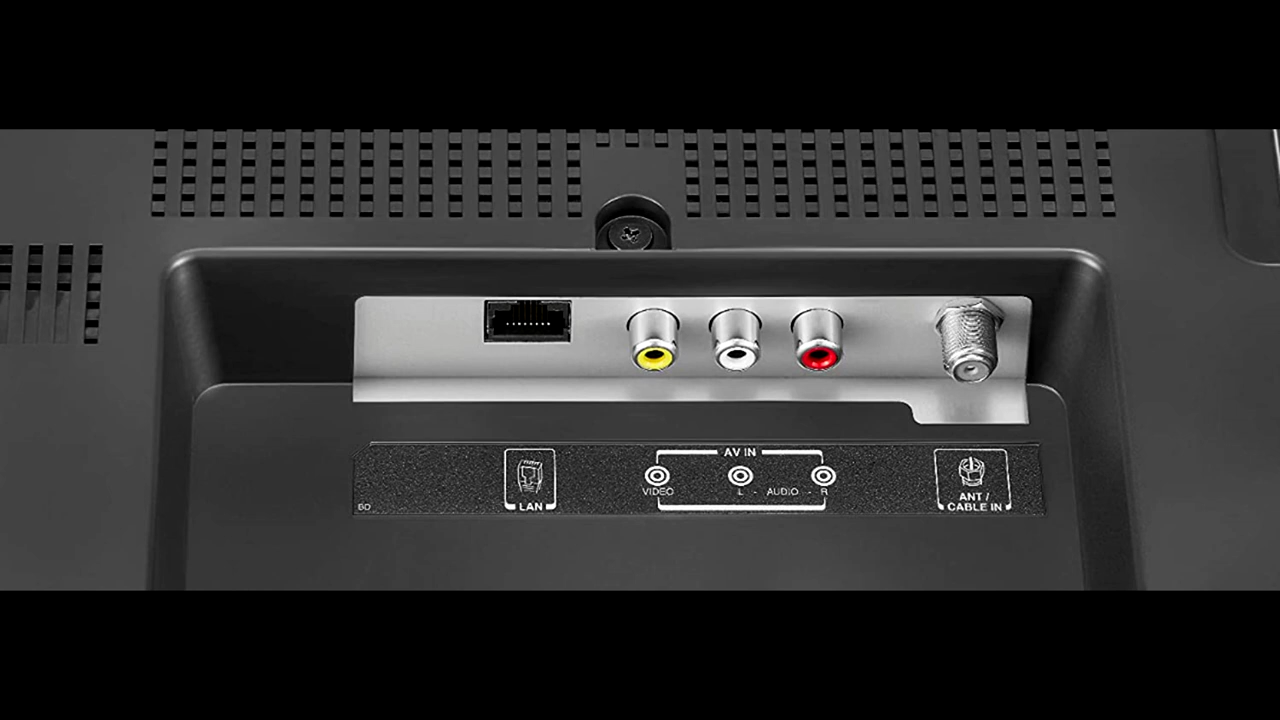 AV IN
VIDEO L - AUDIO - R
LAN
ANT /
CABLE IN